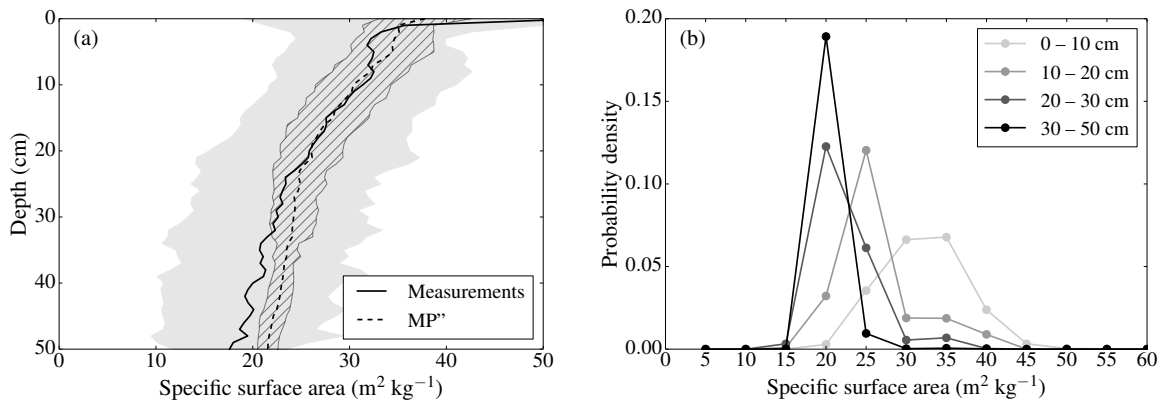 (a)
0
10
20
30
40
50
Depth (cm)
0
10
20
30
40
50
Specific surface area (m² kg⁻¹)
Measurements
MP”
(b)
0.20
0.15
0.10
0.05
0.00
Probability density
0
5
10
15
20
25
30
35
40
45
50
55
60
Specific surface area (m² kg⁻¹)
0 – 10 cm
10 – 20 cm
20 – 30 cm
30 – 50 cm